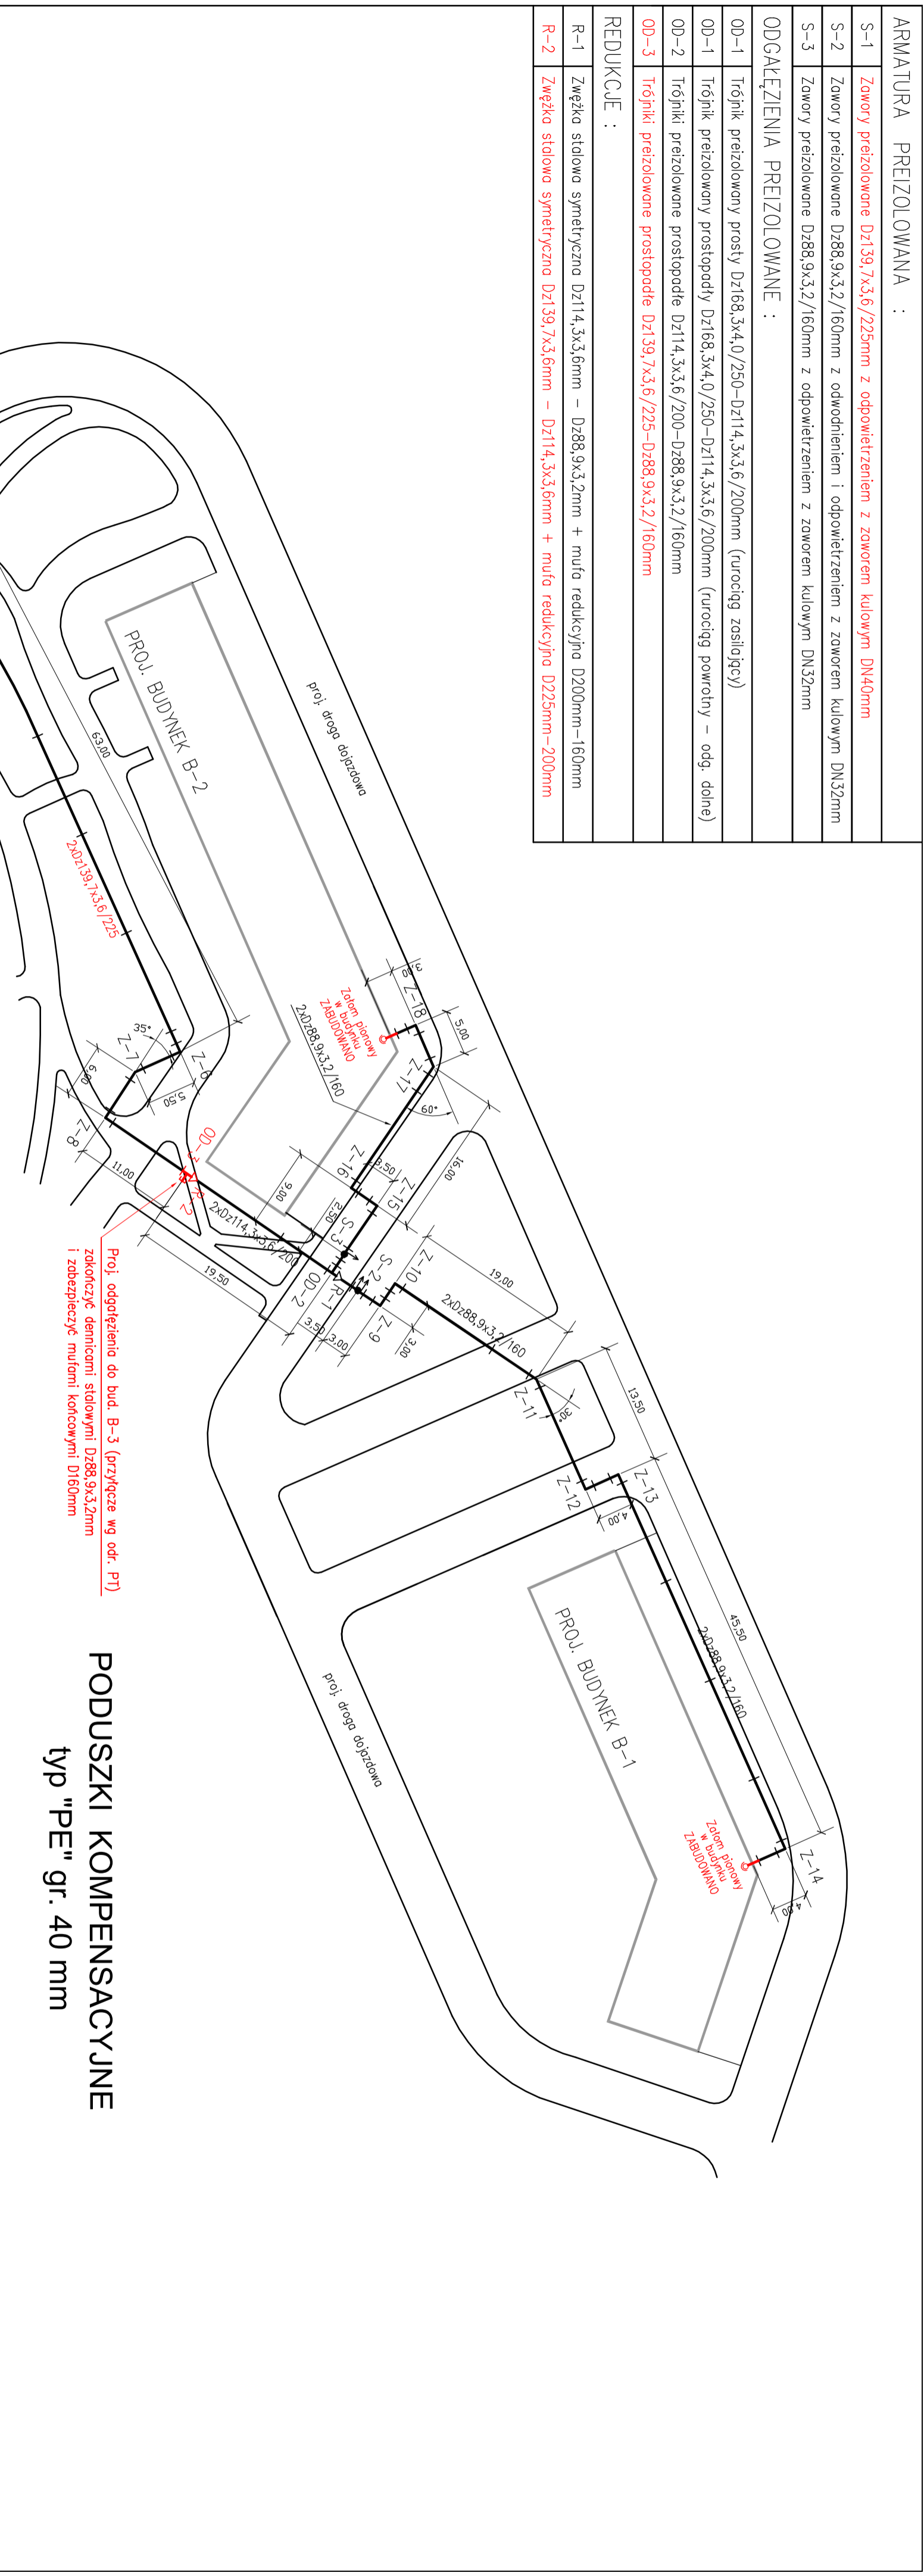 ARMATURA PREIZOLOWANA :
S-1 Zawory preizolowane Dz139,7x3,6/225mm z odpowietrzeniem z zaworem kulowym DN40mm
S-2 Zawory preizolowane Dz88,9x3,2/160mm z odwodnieniem i odpowietrzeniem z zaworem kulowym DN32mm
S-3 Zawory preizolowane Dz88,9x3,2/160mm z odpowietrzeniem z zaworem kulowym DN32mm
ODGAŁĘZIENIA PREIZOLOWANE :
OD-1 Trójnik preizolowany prosty Dz168,3x4,0/250-Dz114,3x3,6/200mm (rurociąg zasilający)
OD-1 Trójnik preizolowany prostopadły Dz168,3x4,0/250-Dz114,3x3,6/200mm (rurociąg powrotny - odg. dolne)
OD-2 Trójniki preizolowane prostopadłe Dz114,3x3,6/200-Dz88,9x3,2/160mm
OD-3 Trójniki preizolowane prostopadłe Dz139,7x3,6/225-Dz88,9x3,2/160mm
REDUKCJE :
R-1 Zwężka stalowa symetryczna Dz114,3x3,6mm - Dz88,9x3,2mm + mufa redukcyjna D200mm-160mm
R-2 Zwężka stalowa symetryczna Dz139,7x3,6mm - Dz114,3x3,6mm + mufa redukcyjna D225mm-200mm
proj. droga dojazdowa
PROJ. BUDYNEK B-2
63,00
2xDz139,7x3,6/225
Załom pionowy
w budynku
ZABUDOWANO
2xDz88,9x3,2/160
Z-18
5,00
Z-17
60°
35°
Z-7
Z-6
6,00
5,50
Z-8
11,00
OD-3
R-2
2xDz114,3x3,6/200
19,50
9,00
Z-16
3,50
Z-15
2,50
S-3
16,00
S-2
Z-10
R-1
OD-2
Z-9
3,50
3,00
3,00
19,00
2xDz88,9x3,2/160
Z-11
30°
13,50
Z-12
Z-13
4,00
45,50
2xDz88,9x3,2/160
PROJ. BUDYNEK B-1
Załom pionowy
w budynku
ZABUDOWANO
Z-14
proj. droga dojazdowa
Proj. odgałęzienia do bud. B-3 (przyłącze wg odr. PT)
zakończyć dennicami stalowymi Dz88,9x3,2mm
i zabezpieczyć mufami końcowymi D160mm
PODUSZKI KOMPENSACYJNE
typ "PE" gr. 40 mm